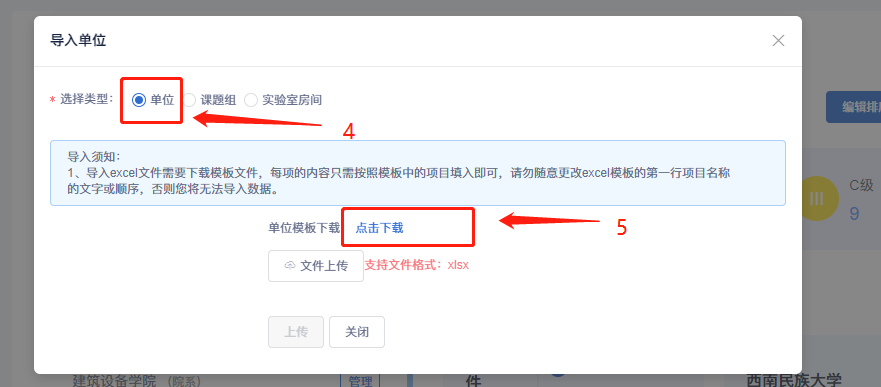 导入单位
* 选择类型： 单位 课题组 实验室房间
4
编辑排
导入须知：
1、导入excel文件需要下载模板文件，每项的内容只需按照模板中的项目填入即可，请勿随意更改excel模板的第一行项目名称
的文字或顺序，否则您将无法导入数据。
III
C级
9
单位模板下载 点击下载
5
文件上传 支持文件格式：xlsx
上传 关闭
建筑设备学院 （院系） 管理
件
西南民族大学